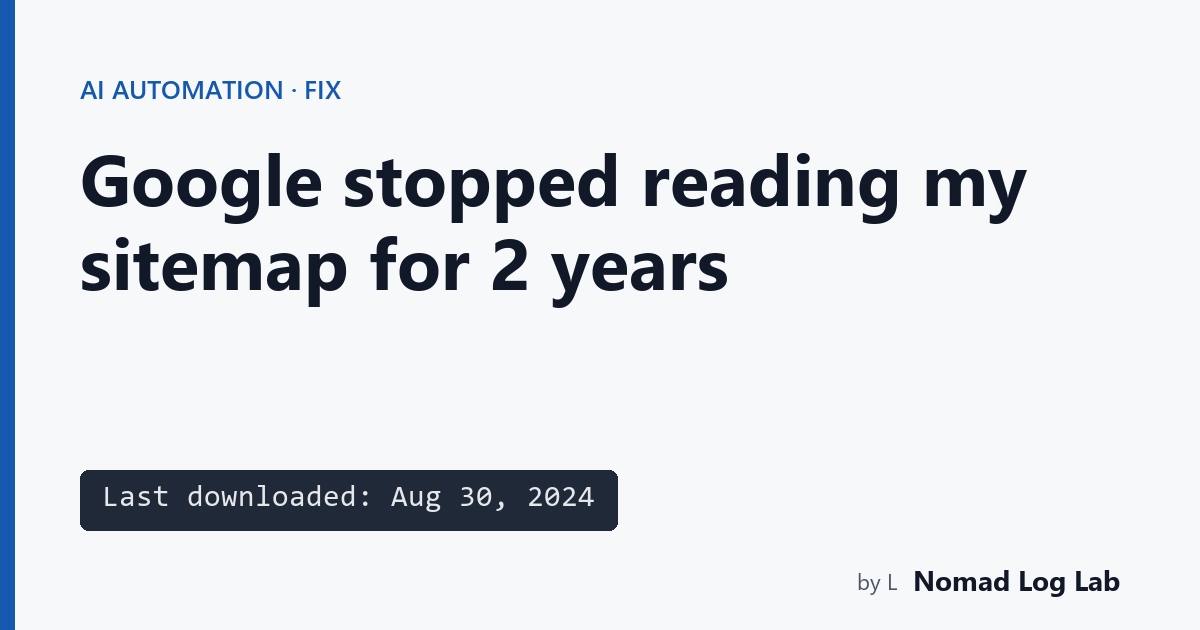 AI AUTOMATION · FIX
Google stopped reading my
sitemap for 2 years
Last downloaded: Aug 30, 2024
by L Nomad Log Lab